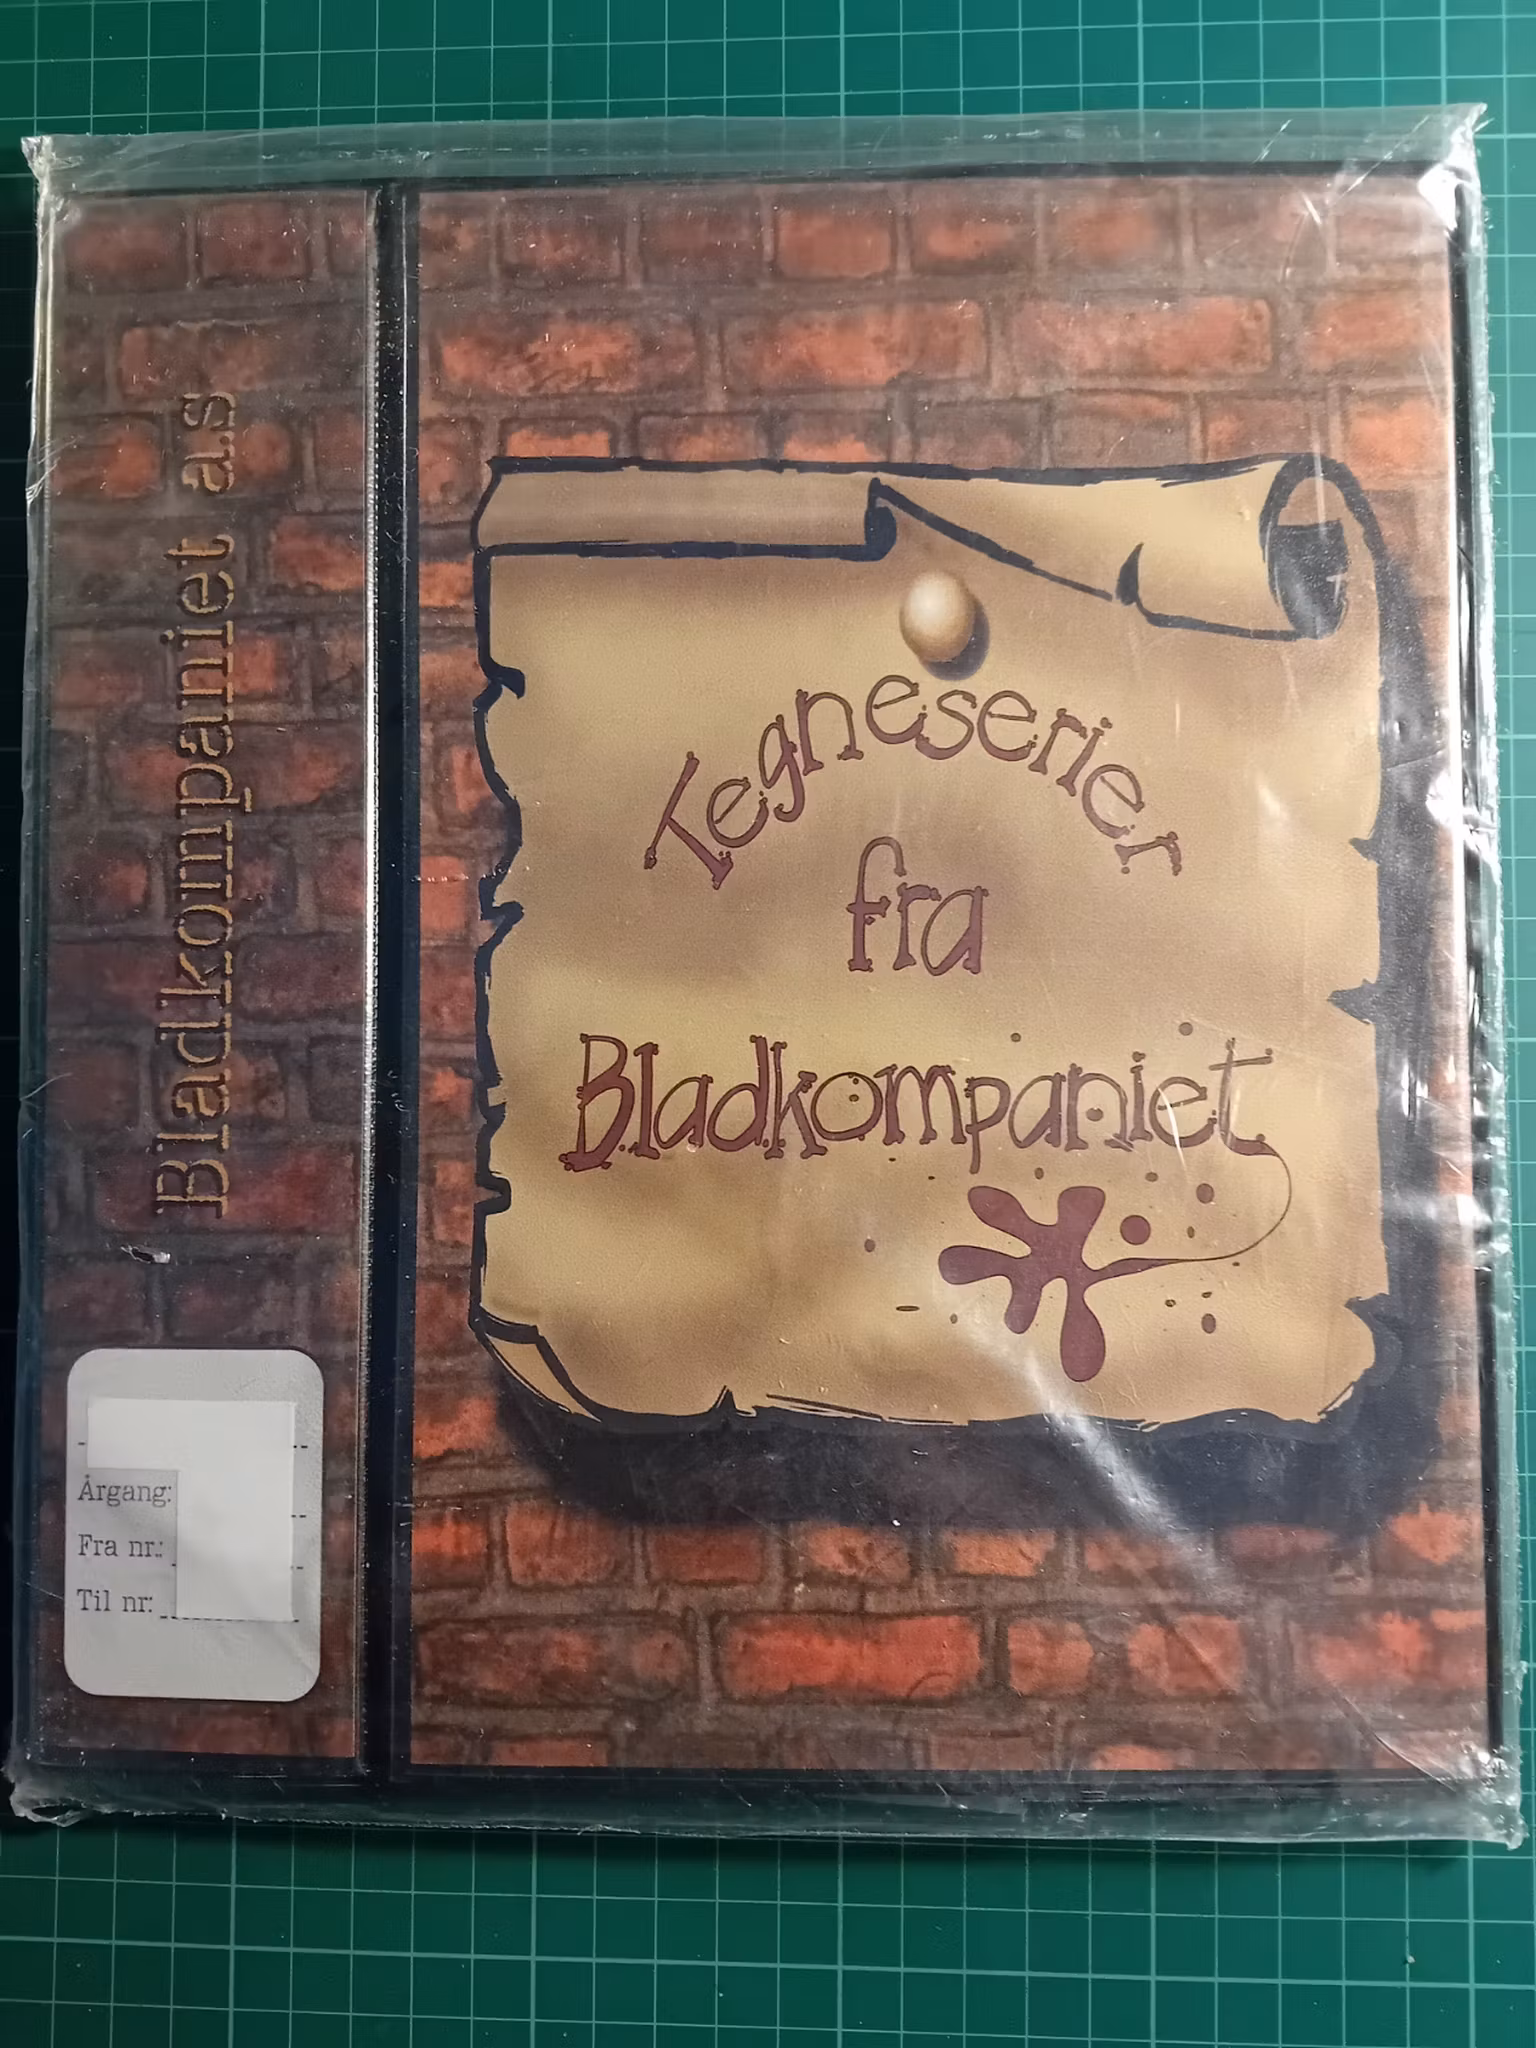 Bladkompaniet a.s
Årgang:
Fra nr.:
Til nr.:
Tegneserier
fra
Bladkompaniet